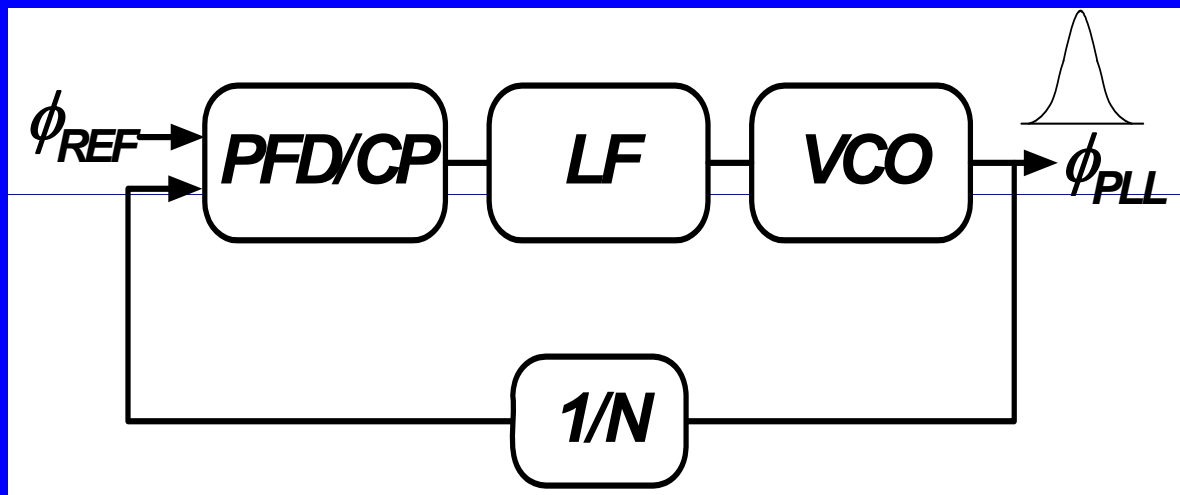 ϕREF
PFD/CP
LF
VCO
ϕPLL
1/N